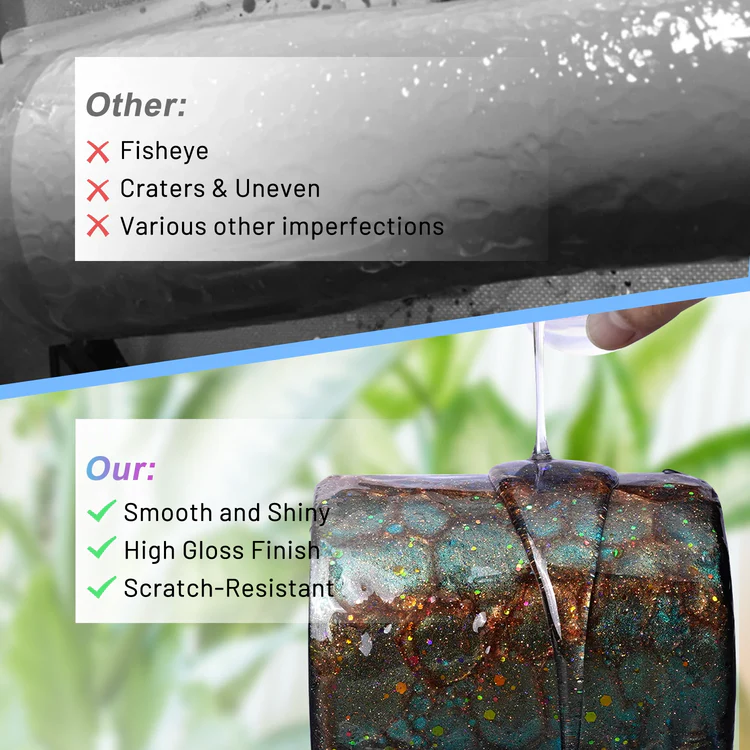 Other:
Fisheye
Craters & Uneven
Various other imperfections
Our:
Smooth and Shiny
High Gloss Finish
Scratch-Resistant